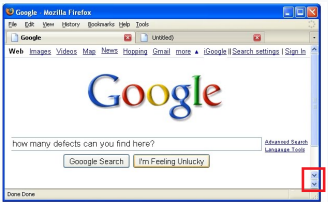 Google - Mozilla Firefox
File Edit View History Bookmarks Help Tools
Google Untitled)
Web Images Videos Map News Hopping Gmail more ▲ iGoogle || Search settings | Sign In
Google
how many defects can you find here?
Advanced Search
Language Tools
Gooogle Search I'm Feeling Unlucky
Done Done